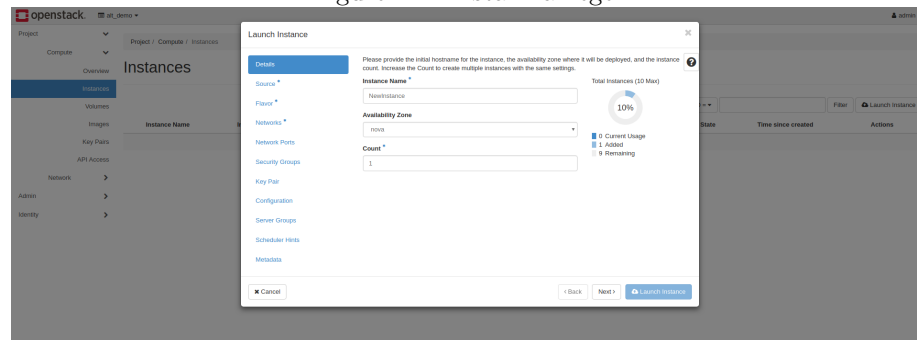 openstack. ait_demo
admin
Project
Compute
Overview
Instances
Volumes
Images
Key Pairs
API Access
Network
Admin
Identity
Project / Compute / Instances
Instances
Filter
Launch Instance
Instance Name
State
Time since created
Actions
Launch Instance
Details
Source *
Flavor *
Networks *
Network Ports
Security Groups
Key Pair
Configuration
Server Groups
Scheduler Hints
Metadata
Please provide the initial hostname for the instance, the availability zone where it will be deployed, and the instance
count. Increase the Count to create multiple instances with the same settings.
Instance Name *
NewInstance
Availability Zone
nova
Count *
1
Total Instances (10 Max)
10%
0 Current Usage
1 Added
9 Remaining
Cancel
‹ Back
Next ›
Launch Instance